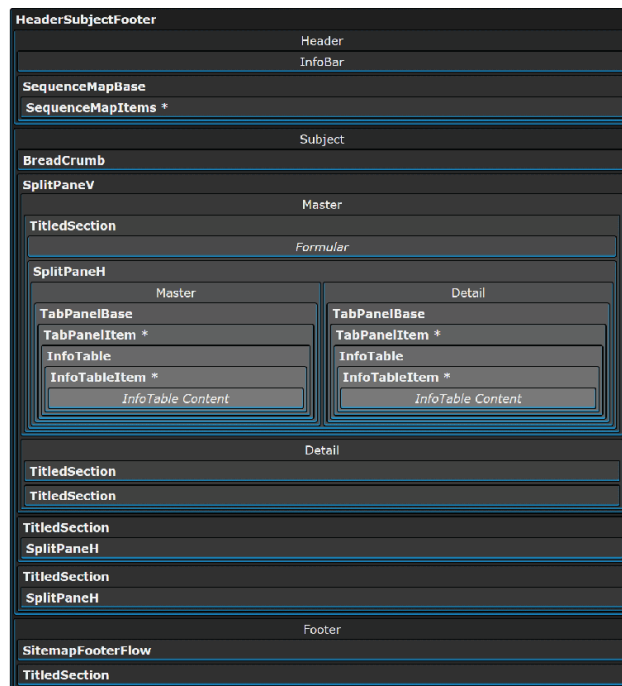 HeaderSubjectFooter
Header
InfoBar
SequenceMapBase
SequenceMapItems *
Subject
BreadCrumb
SplitPaneV
Master
TitledSection
Formular
SplitPaneH
Master Detail
TabPanelBase TabPanelBase
TabPanelItem * TabPanelItem *
InfoTable InfoTable
InfoTableItem * InfoTableItem *
InfoTable Content InfoTable Content
Detail
TitledSection
TitledSection
TitledSection
SplitPaneH
TitledSection
SplitPaneH
Footer
SitemapFooterFlow
TitledSection